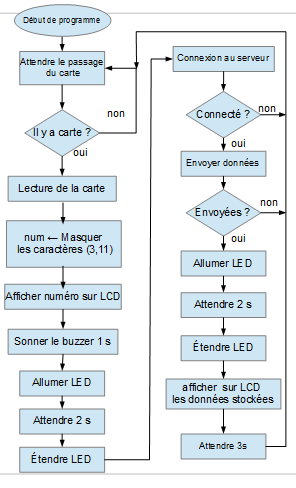 Début de programme
Attendre le passage
du carte
non
Il y a carte ?
oui
Lecture de la carte
num ← Masquer
les caractères (3,11)
Afficher numéro sur LCD
Sonner le buzzer 1 s
Allumer LED
Attendre 2 s
Étendre LED
Connexion au serveur
Connecté ?
non
oui
Envoyer données
Envoyées ?
non
oui
Allumer LED
Attendre 2 s
Étendre LED
afficher sur LCD
les données stockées
Attendre 3s